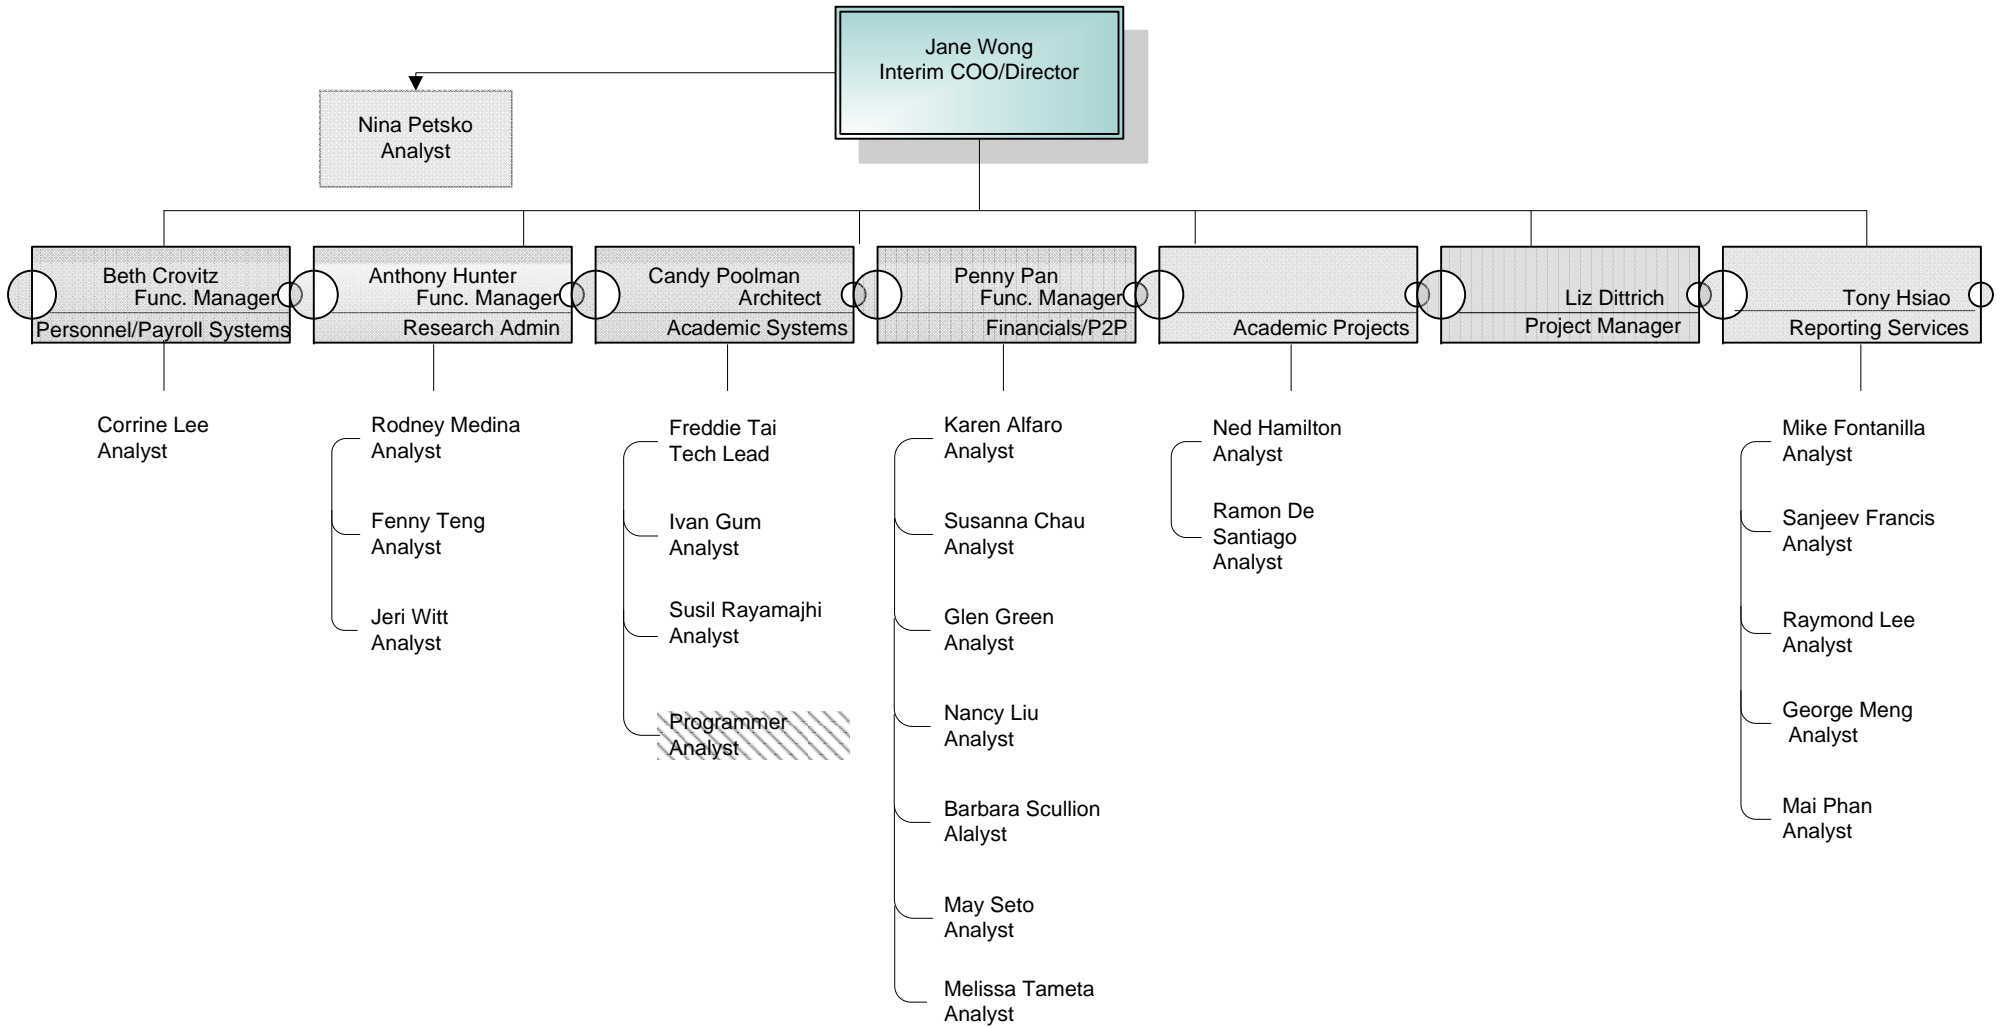 Jane Wong
Interim COO/Director
Nina Petsko
Analyst
Beth Crovitz
Func. Manager
Personnel/Payroll Systems
Anthony Hunter
Func. Manager
Research Admin
Candy Poolman
Architect
Academic Systems
Penny Pan
Func. Manager
Financials/P2P
Academic Projects
Liz Dittrich
Project Manager
Tony Hsiao
Reporting Services
Corrine Lee
Analyst
Rodney Medina
Analyst
Fenny Teng
Analyst
Jeri Witt
Analyst
Freddie Tai
Tech Lead
Ivan Gum
Analyst
Susil Rayamajhi
Analyst
Programmer
Analyst
Karen Alfaro
Analyst
Susanna Chau
Analyst
Glen Green
Analyst
Nancy Liu
Analyst
Barbara Scullion
Alalyst
May Seto
Analyst
Melissa Tameta
Analyst
Ned Hamilton
Analyst
Ramon De
Santiago
Analyst
Mike Fontanilla
Analyst
Sanjeev Francis
Analyst
Raymond Lee
Analyst
George Meng
Analyst
Mai Phan
Analyst